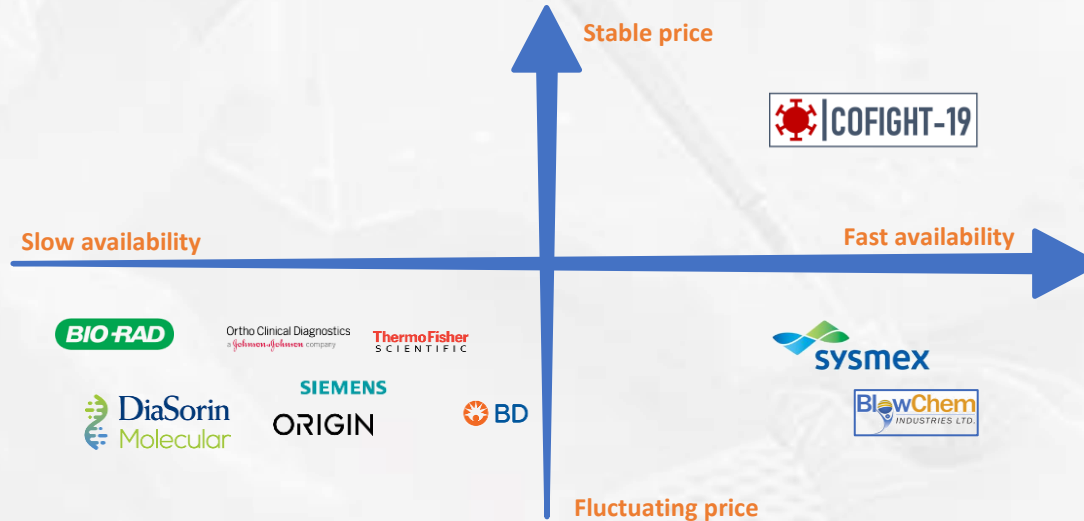 Stable price
|COFIGHT-19
Slow availability
Fast availability
BIO-RAD
Ortho Clinical Diagnostics
a Johnson&Johnson company
ThermoFisher
SCIENTIFIC
sysmex
SIEMENS
DiaSorin
Molecular
ORIGIN
BD
BlowChem
INDUSTRIES LTD.
Fluctuating price